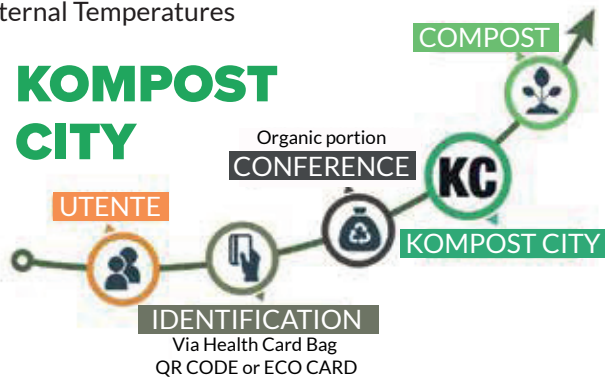 ternal Temperatures
KOMPOST
CITY
COMPOST
Organic portion
CONFERENCE
KC
UTENTE
KOMPOST CITY
IDENTIFICATION
Via Health Card Bag
QR CODE or ECO CARD